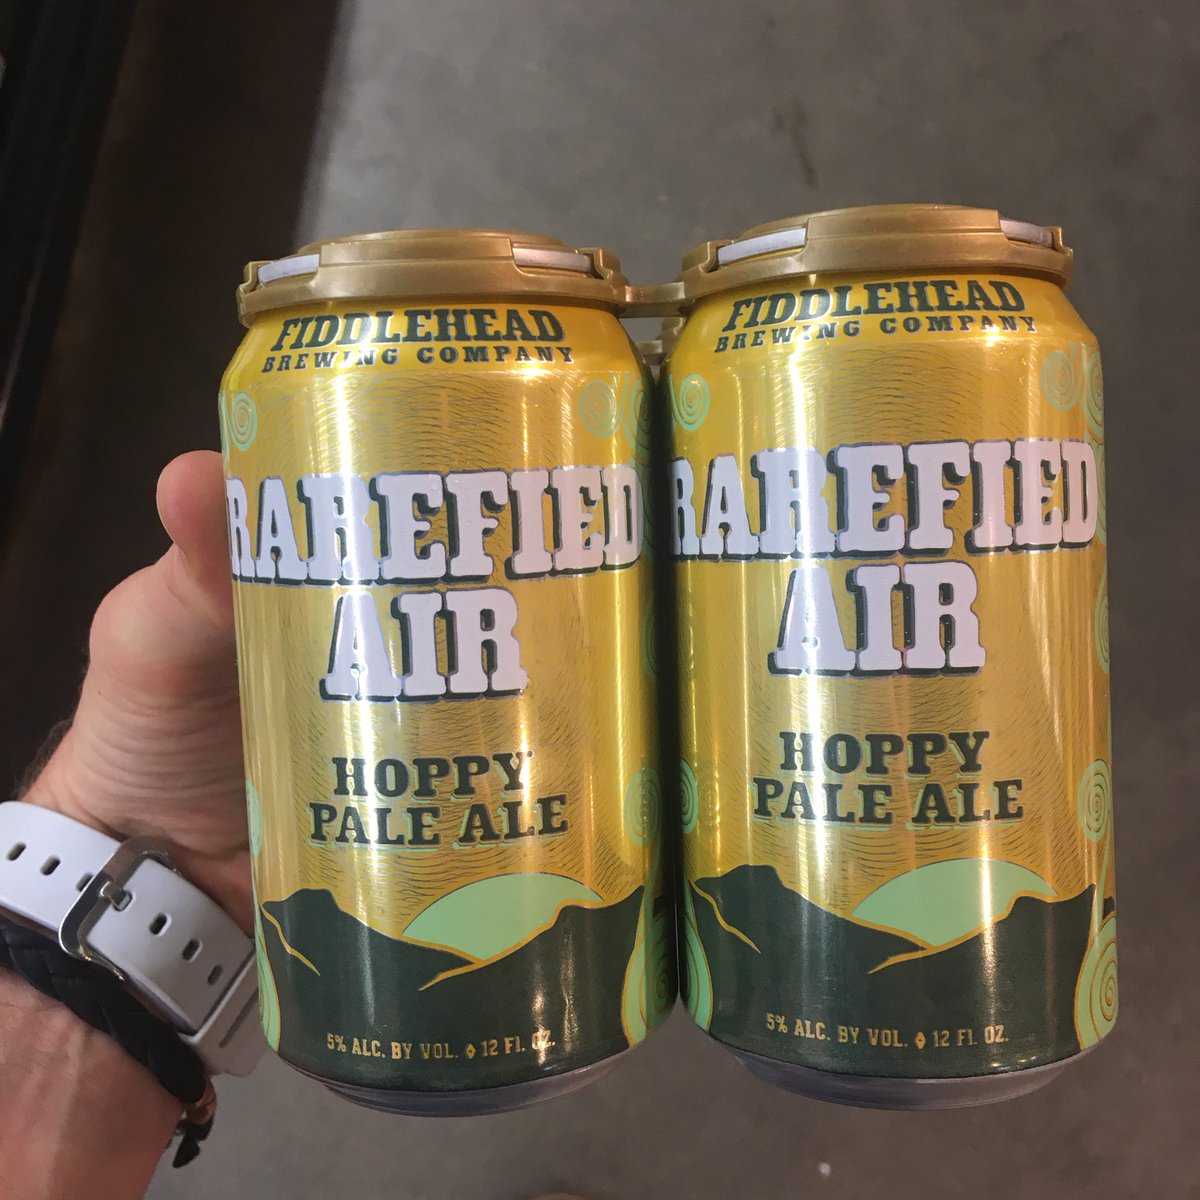 FIDDLEHEAD
BREWING COMPANY
RAREFIED
AIR
HOPPY
PALE ALE
5% ALC. BY VOL. 12 FL. OZ.
FIDDLEHEAD
BREWING COMPANY
RAREFIED
AIR
HOPPY
PALE ALE
5% ALC. BY VOL. 12 FL. OZ.